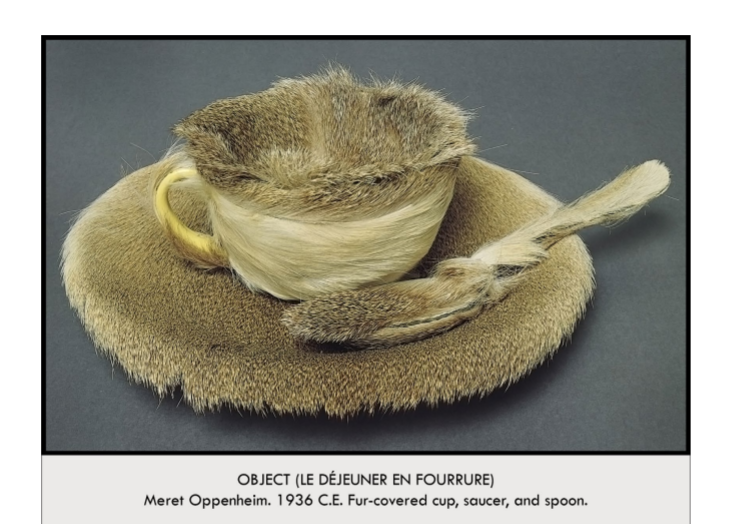 OBJECT (LE DÉJEUNER EN FOURRURE)
Meret Oppenheim. 1936 C.E. Fur-covered cup, saucer, and spoon.